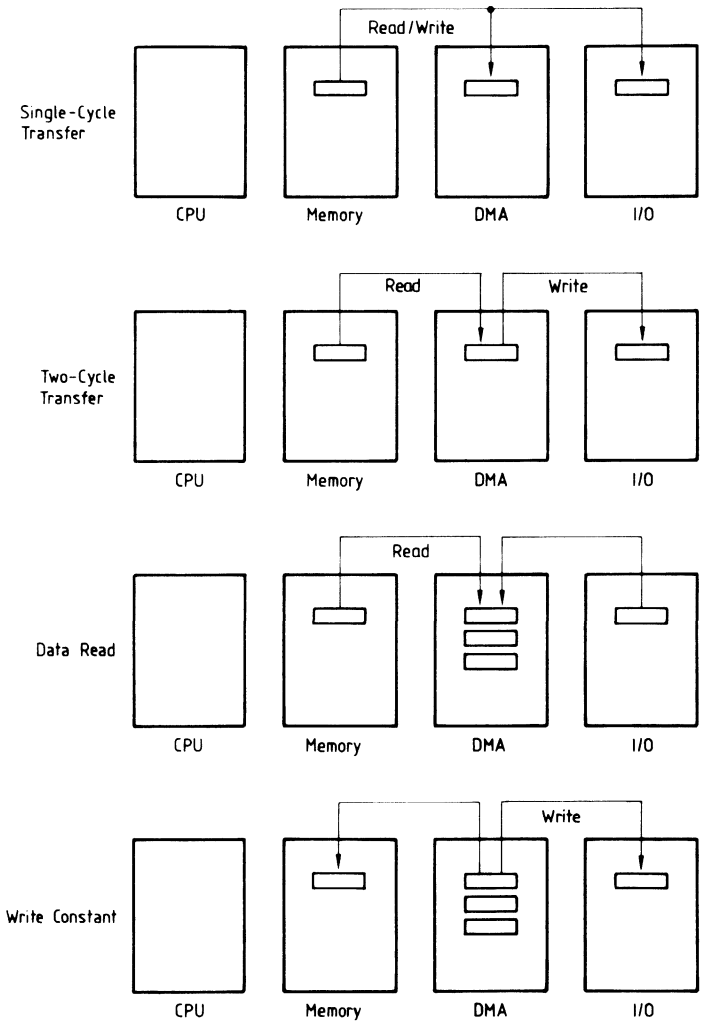 Read/Write
Single-Cycle
Transfer
CPU
Memory
DMA
I/O
Read
Write
Two-Cycle
Transfer
CPU
Memory
DMA
I/O
Read
Data Read
CPU
Memory
DMA
I/O
Write
Write Constant
CPU
Memory
DMA
I/O